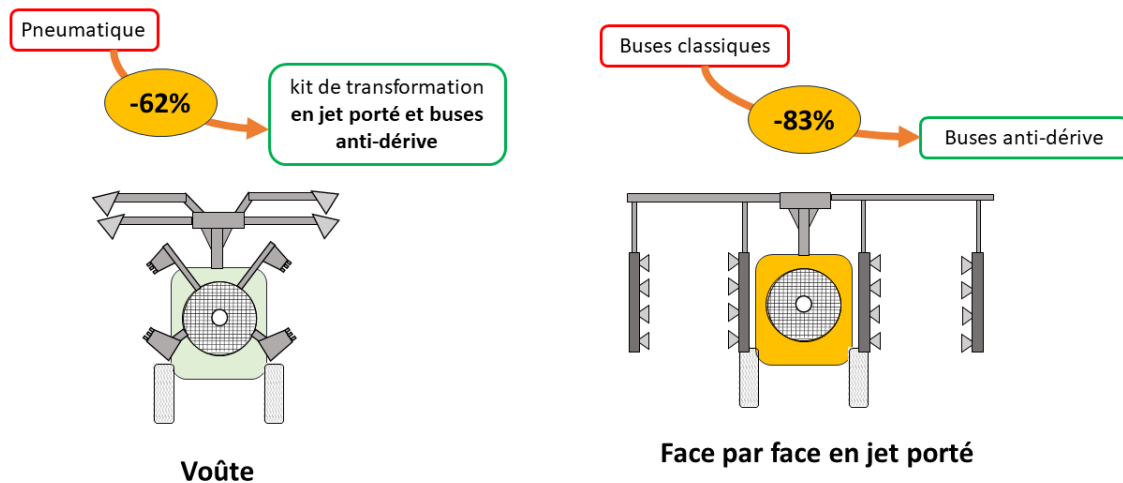 Pneumatique
-62%
kit de transformation
en jet porté et buses
anti-dérive
Voûte
Buses classiques
-83%
Buses anti-dérive
Face par face en jet porté